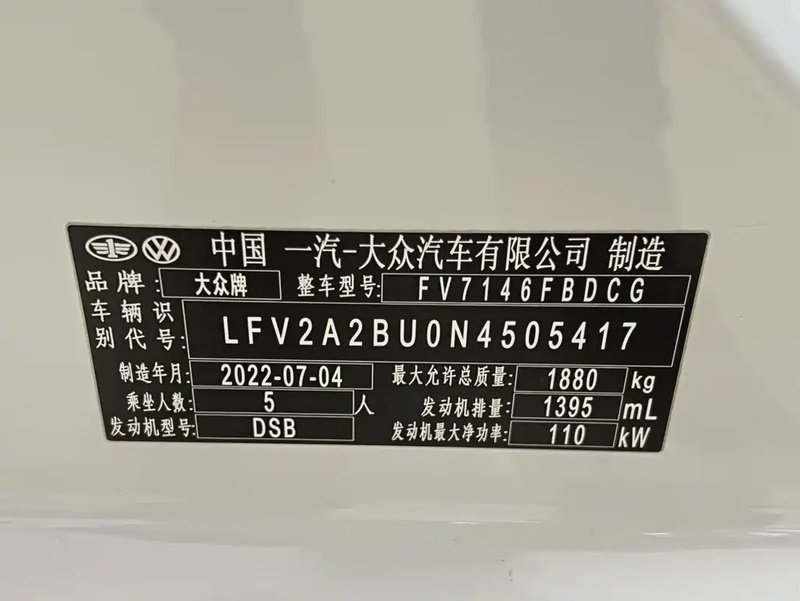 中国 一汽-大众汽车有限公司 制造
品牌: 大众牌 整车型号: FV7146FBDCG
车辆识别代号: LFV2A2BU0N4505417
制造年月: 2022-07-04 最大允许总质量: 1880 kg
乘坐人数: 5 人 发动机排量: 1395 mL
发动机型号: DSB 发动机最大净功率: 110 kW